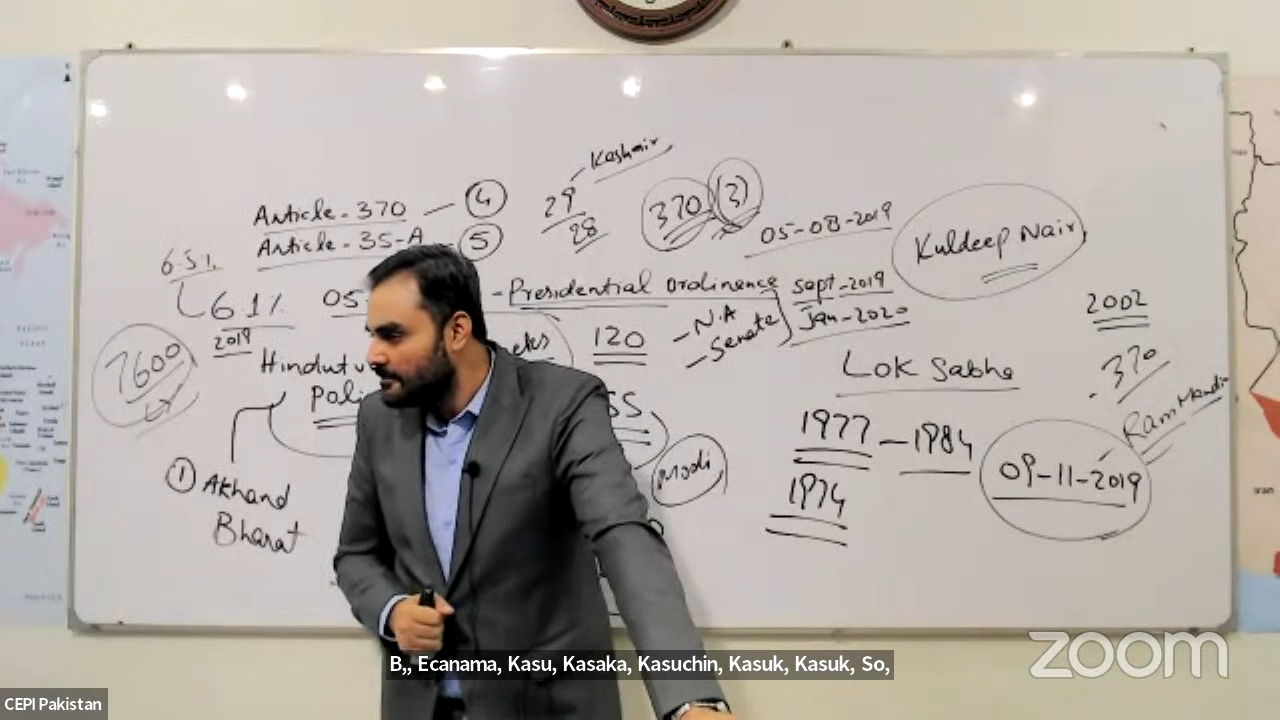 Kashmir
Article - 370 — 4
29
28
370 (3)
Article - 35-A 5
05-08-2019
Kuldeep Nair
6.5%
61%
2019
05
- Presidential Ordinence
Sept-2019
Jan-2020
120
- N.A
- Senate
2002
370
7600
Lok Sabha
Ram Mandir
1977 - 1984
1974
09-11-2019
Modi
1 Akhand
Bharat
zoom
B,, Ecanama, Kasu, Kasaka, Kasuchin, Kasuk, Kasuk, So,
CEPI Pakistan